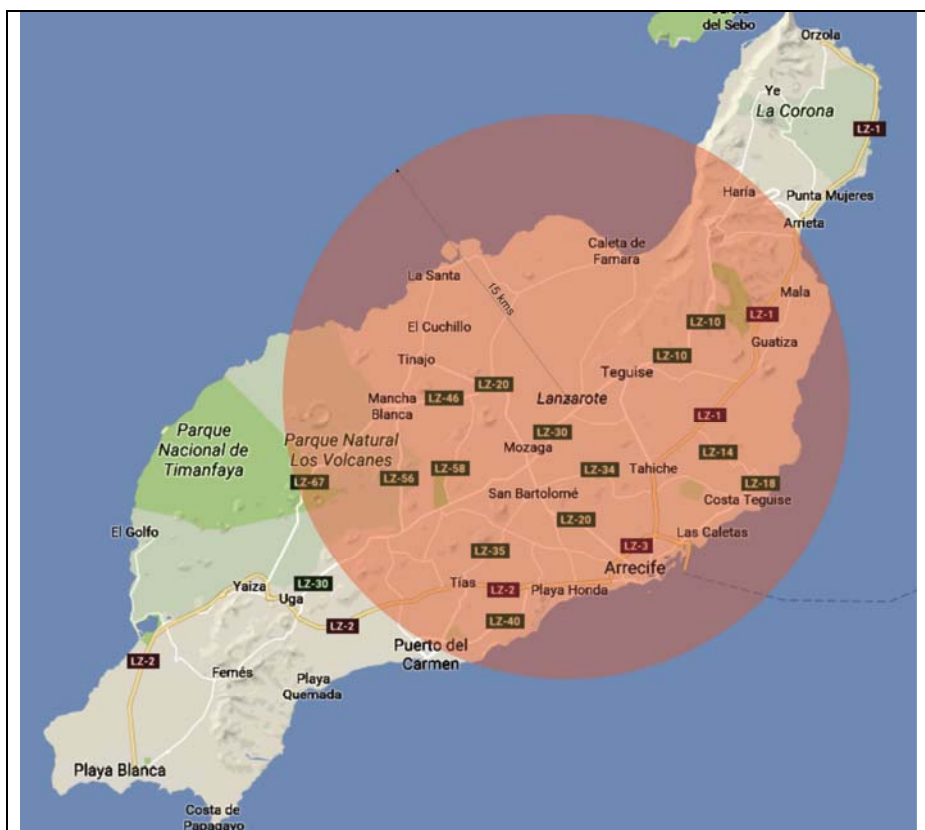 del Sebo
Orzola
Ye
La Corona
LZ-1
Haría
Punta Mujeres
Arrieta
Caleta de
Famara
La Santa
15 kms
Mala
LZ-1
El Cuchillo
LZ-10
Guatiza
Tinajo
LZ-10
Teguise
LZ-20
Mancha
Blanca
LZ-46
Lanzarote
LZ-1
Parque
Nacional de
Timanfaya
Parque Natural
Los Volcanes
LZ-30
Mozaga
LZ-14
LZ-67
LZ-56
LZ-58
LZ-34
Tahiche
LZ-18
Costa Teguise
San Bartolomé
LZ-20
El Golfo
Las Caletas
LZ-35
LZ-3
Arrecife
Yaiza
LZ-30
Uga
Tías
LZ-2
Playa Honda
LZ-2
LZ-40
Puerto del
Carmen
LZ-2
Femés
Playa
Quemada
Playa Blanca
Costa de
Papagayo